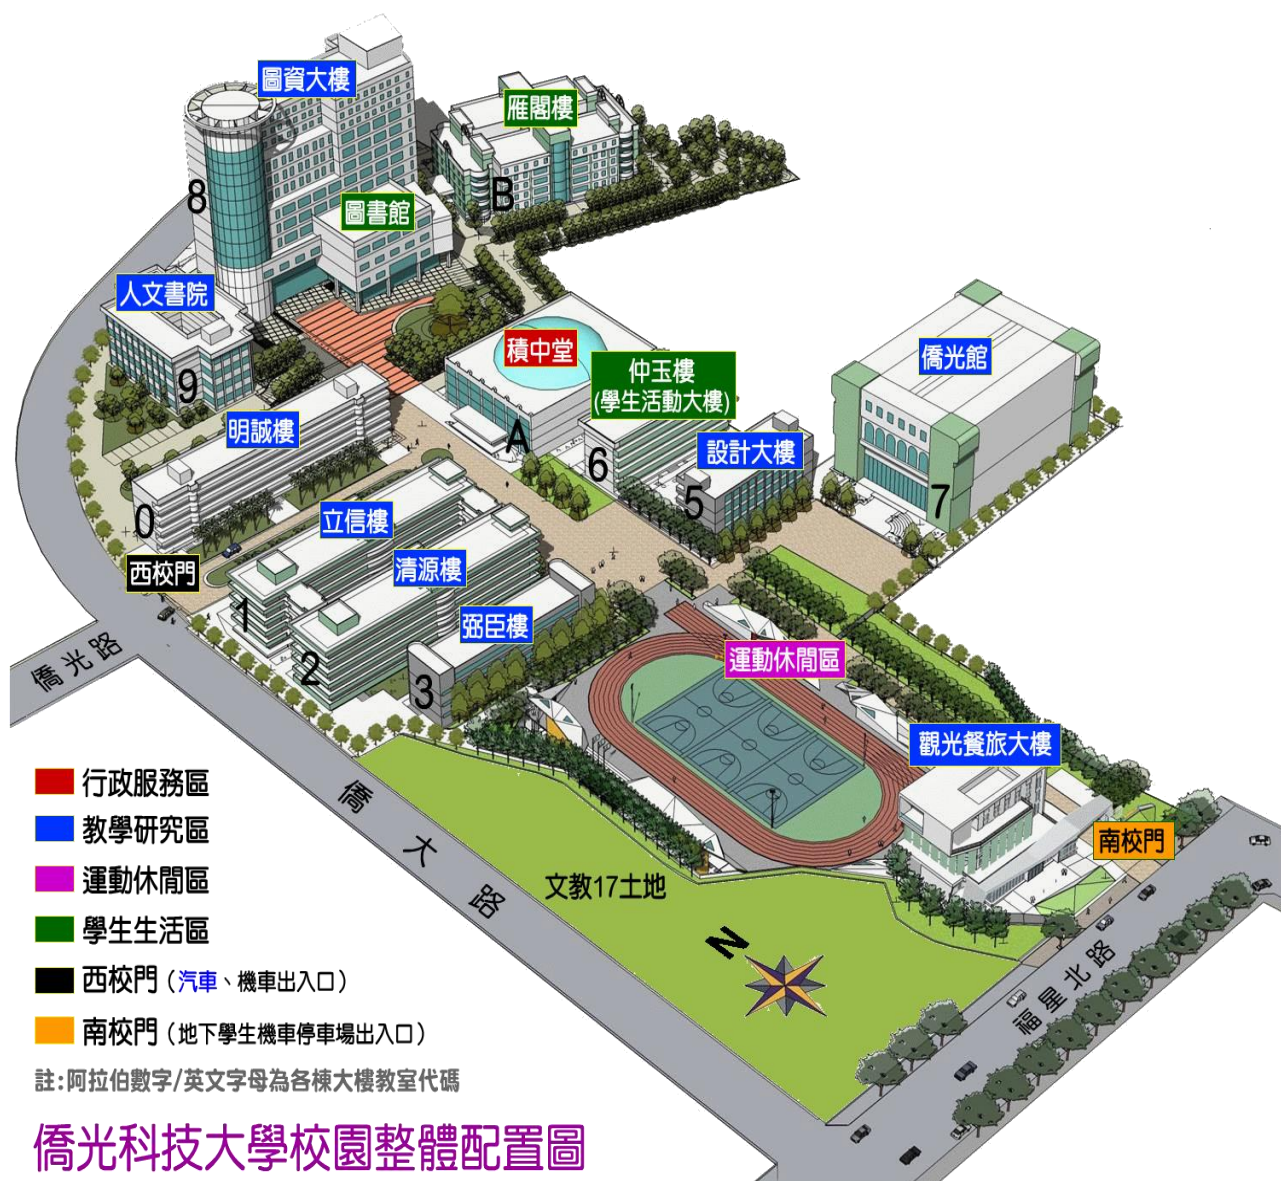 圖資大樓
雁閣樓
8
B
圖書館
人文書院
9
積中堂
A
仲玉樓
(學生活動大樓)
6
僑光館
7
明誠樓
0
設計大樓
5
立信樓
西校門
1
清源樓
2
弼臣樓
3
僑光路
運動休閒區
觀光餐旅大樓
南校門
僑大路
文教17土地
N
福星北路
行政服務區
教學研究區
運動休閒區
學生生活區
西校門（汽車、機車出入口）
南校門（地下學生機車停車場出入口）
註:阿拉伯數字/英文字母為各棟大樓教室代碼
僑光科技大學校園整體配置圖